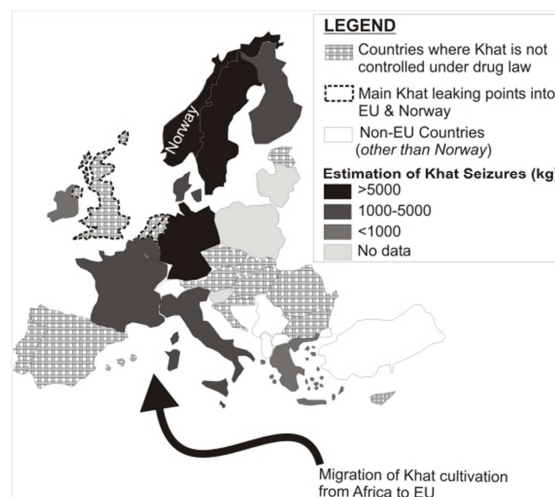 LEGEND
Countries where Khat is not
controlled under drug law
Main Khat leaking points into
EU & Norway
Non-EU Countries
(other than Norway)
Estimation of Khat Seizures (kg)
>5000
1000-5000
<1000
No data
Norway
Migration of Khat cultivation
from Africa to EU